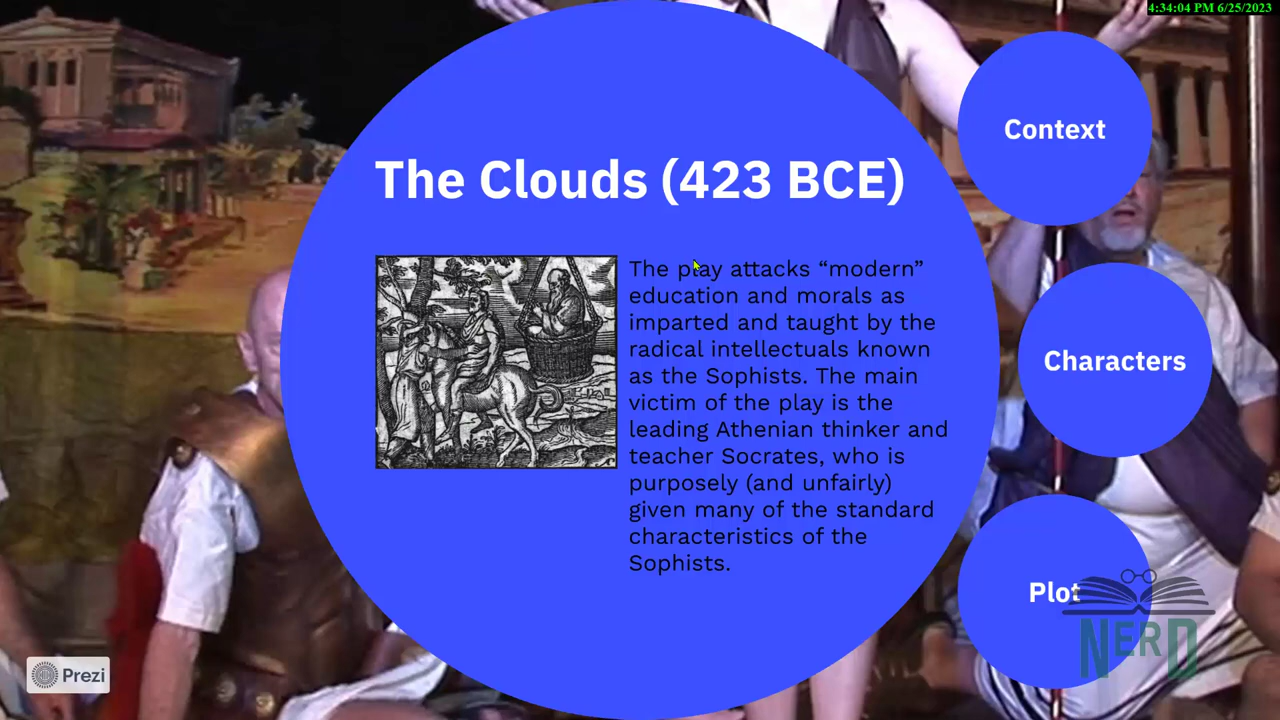 4:34:04 PM 6/25/2023
Context
The Clouds (423 BCE)
The play attacks “modern”
education and morals as
imparted and taught by the
radical intellectuals known
as the Sophists. The main
victim of the play is the
leading Athenian thinker and
teacher Socrates, who is
purposely (and unfairly)
given many of the standard
characteristics of the
Sophists.
Characters
Plot
NERD
Prezi